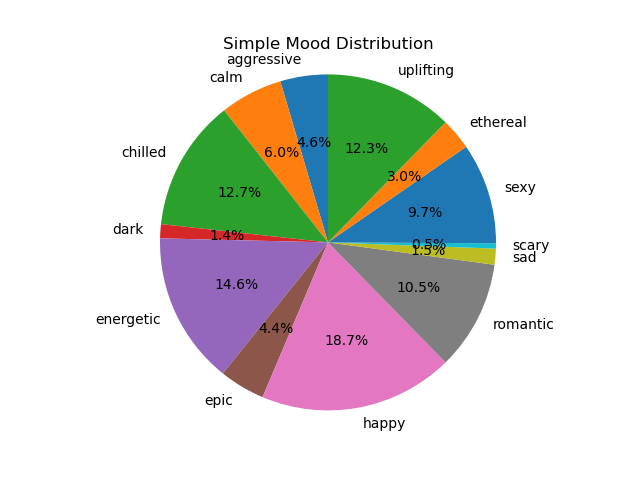 Simple Mood Distribution
aggressive
uplifting
calm
ethereal
4.6%
12.3%
6.0%
chilled
3.0%
sexy
12.7%
9.7%
dark
1.4%
0.5%
scary
1.5%
sad
14.6%
10.5%
energetic
romantic
4.4%
18.7%
epic
happy